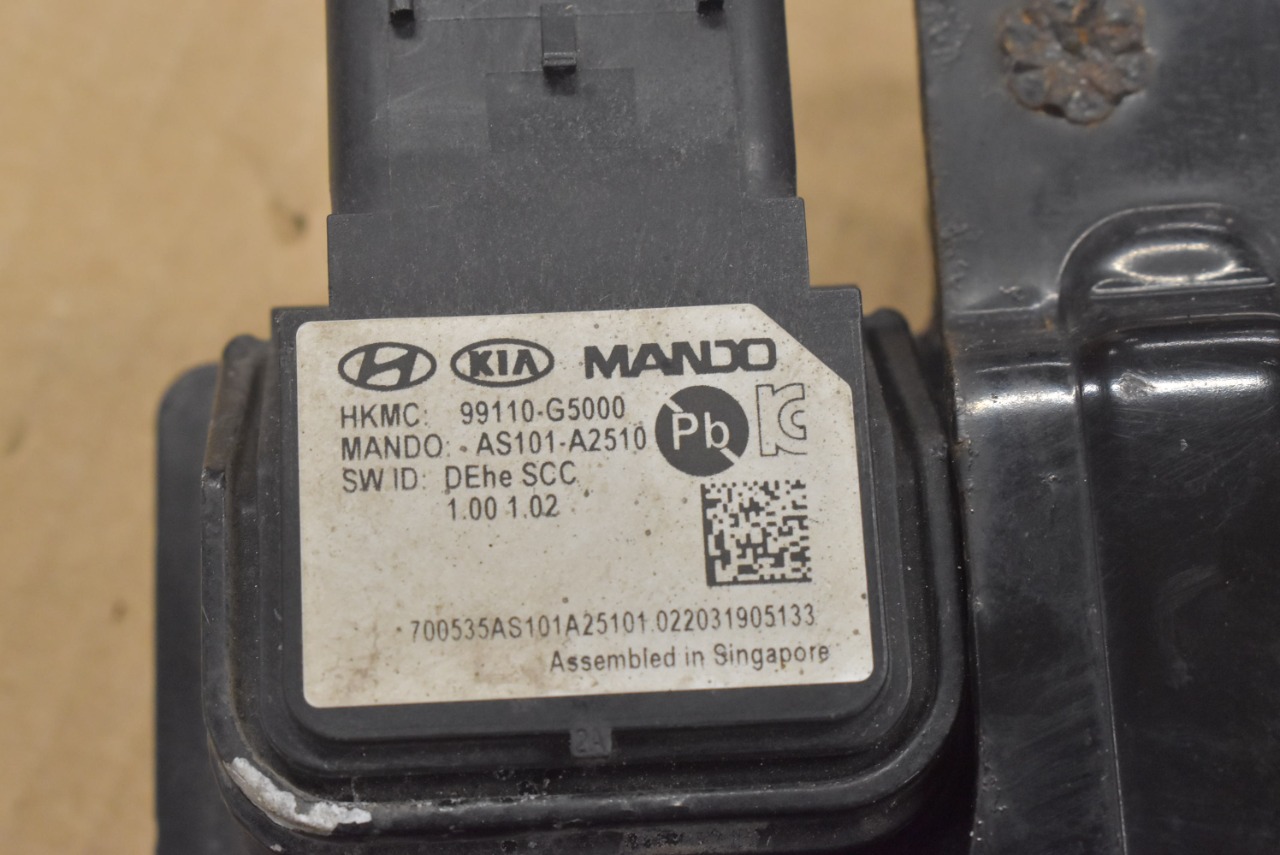 KIA MANDO
HKMC: 99110-G5000
MANDO: AS101-A2510
Pb
SW ID: DEhe SCC
1.00 1.02
700535AS101A25101.022031905133
Assembled in Singapore
2A